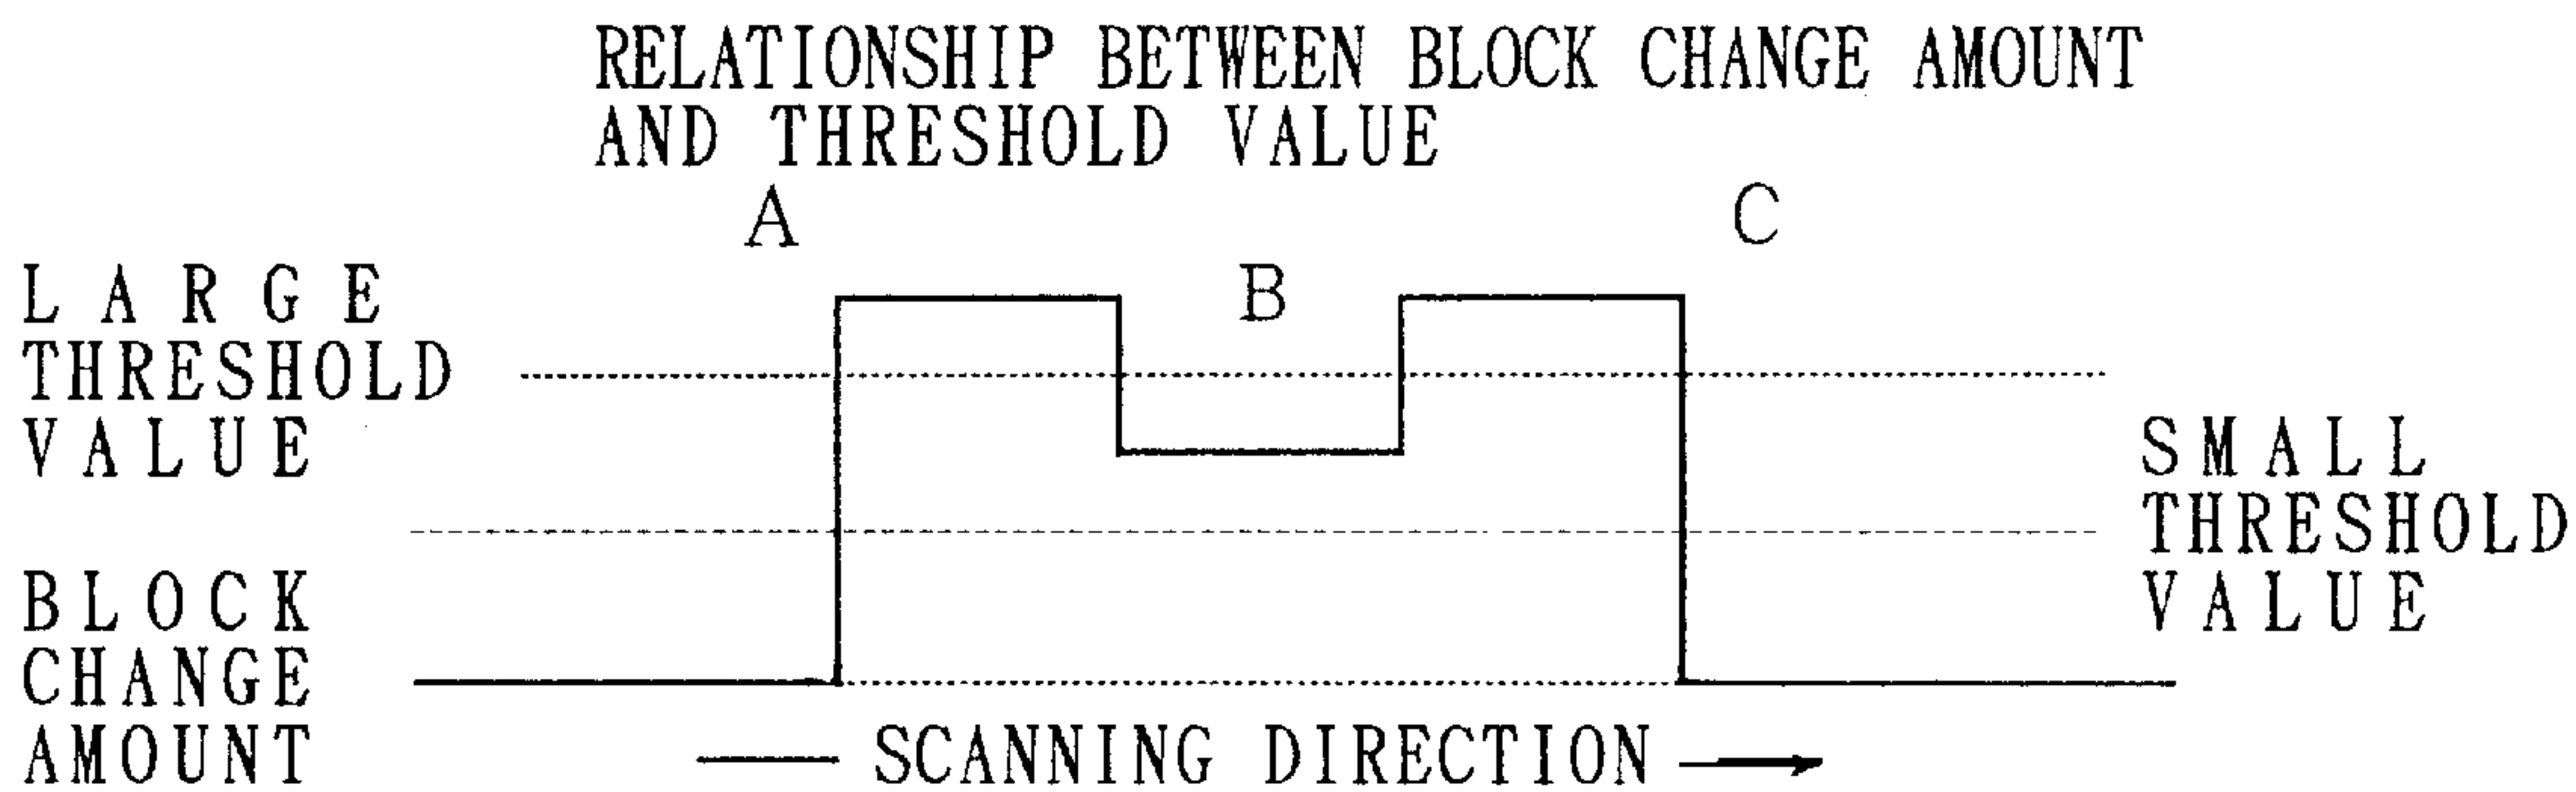 RELATIONSHIP BETWEEN BLOCK CHANGE AMOUNT
AND THRESHOLD VALUE
A
C
B
LARGE
THRESHOLD
VALUE
SMALL
THRESHOLD
VALUE
BLOCK
CHANGE
AMOUNT
SCANNING DIRECTION